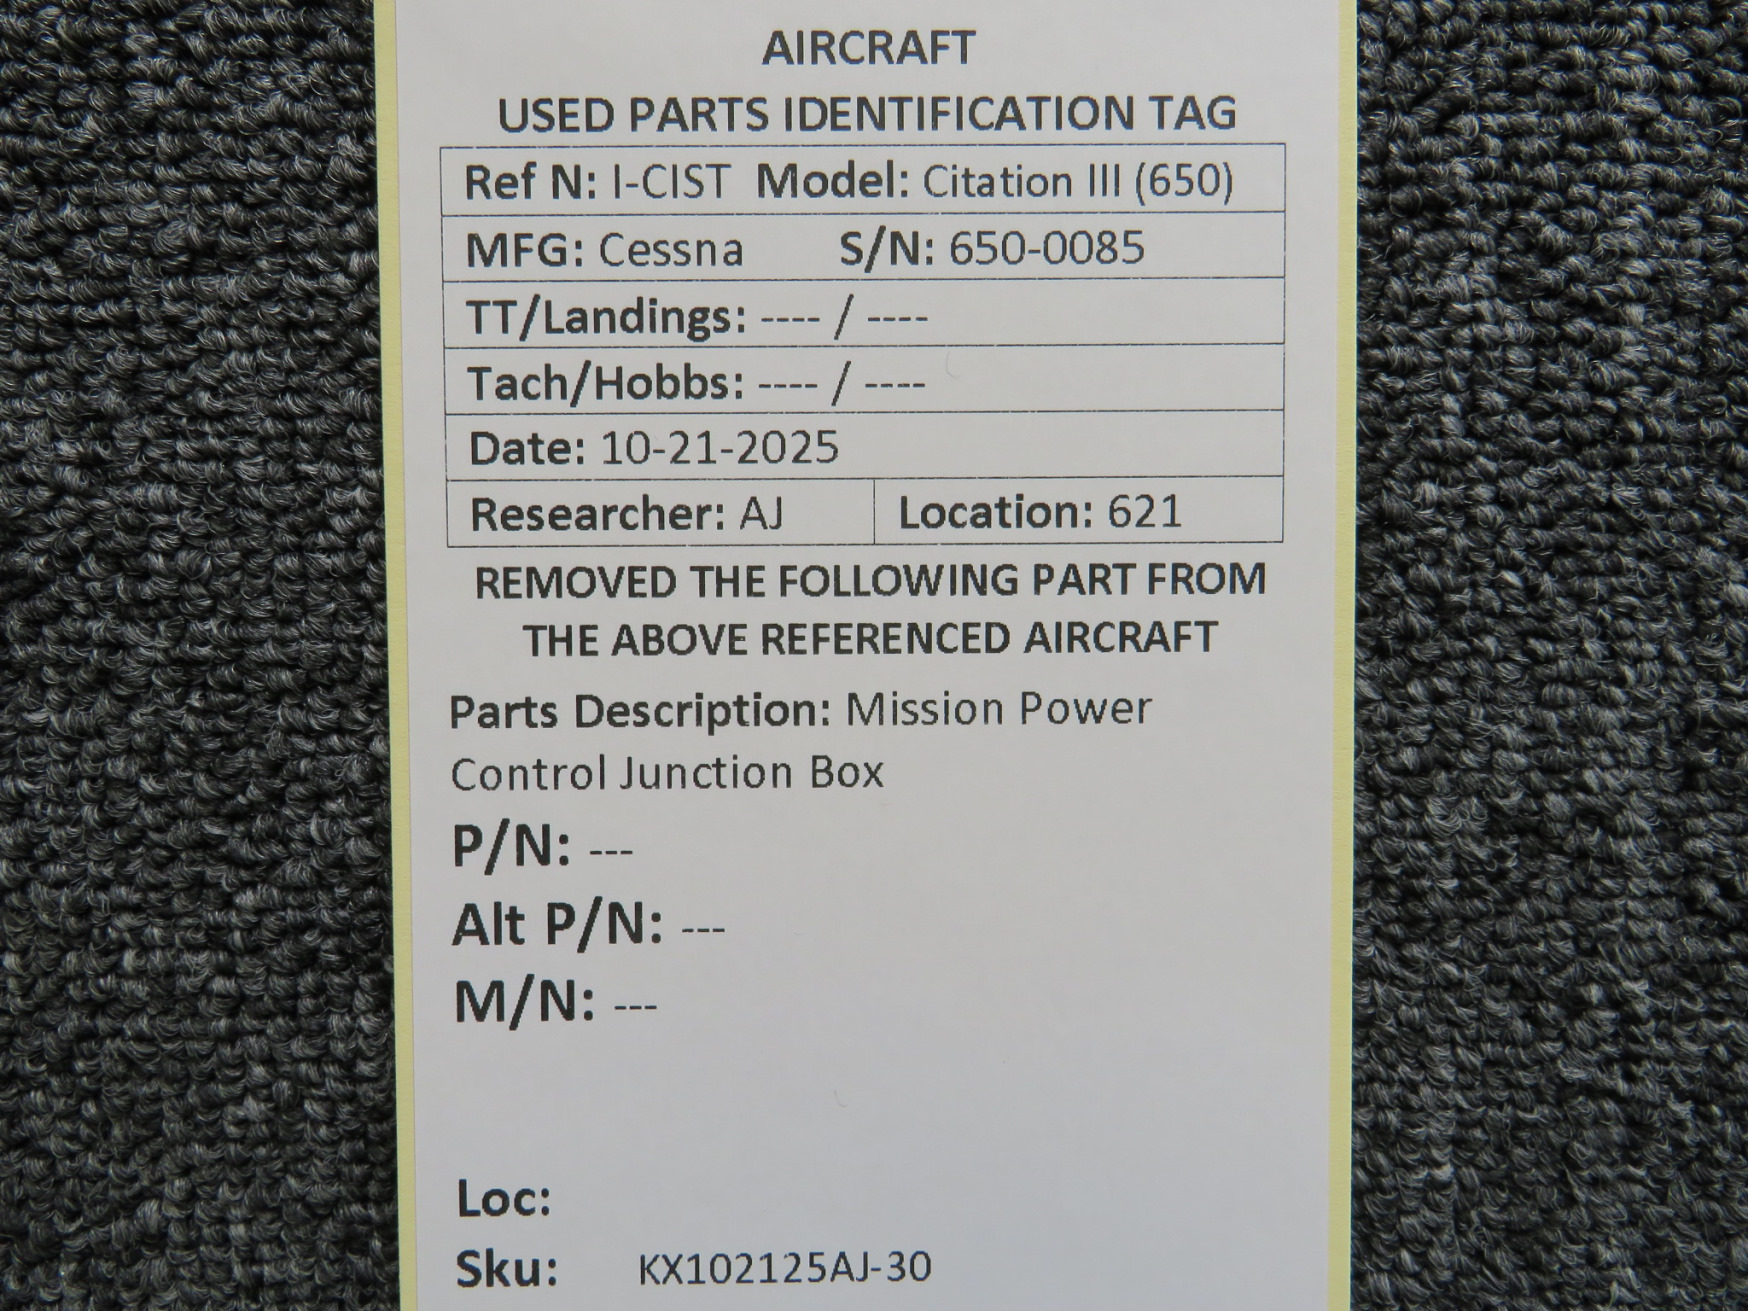 AIRCRAFT
USED PARTS IDENTIFICATION TAG
Ref N: I-CIST Model: Citation III (650)
MFG: Cessna S/N: 650-0085
TT/Landings: ---- / ----
Tach/Hobbs: ---- / ----
Date: 10-21-2025
Researcher: AJ Location: 621
REMOVED THE FOLLOWING PART FROM
THE ABOVE REFERENCED AIRCRAFT
Parts Description: Mission Power
Control Junction Box
P/N: ---
Alt P/N: ---
M/N: ---
Loc:
Sku: KX102125AJ-30